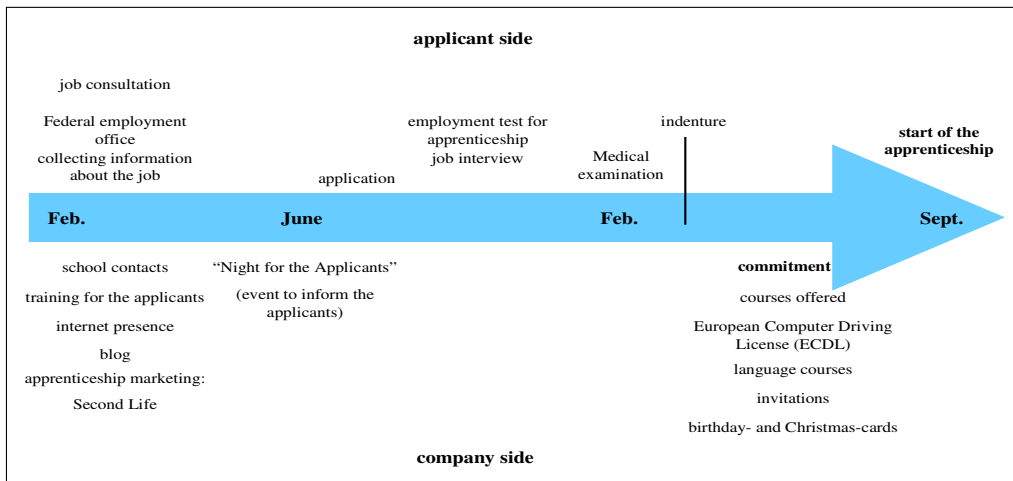 applicant side
job consultation
Federal employment
office
collecting information
about the job
application
employment test for
apprenticeship
job interview
Medical
examination
indenture
start of the
apprenticeship
Feb.
June
Feb.
Sept.
school contacts
training for the applicants
internet presence
blog
apprenticeship marketing:
Second Life
“Night for the Applicants”
(event to inform the
applicants)
commitment
courses offered
European Computer Driving
License (ECDL)
language courses
invitations
birthday- and Christmas-cards
company side